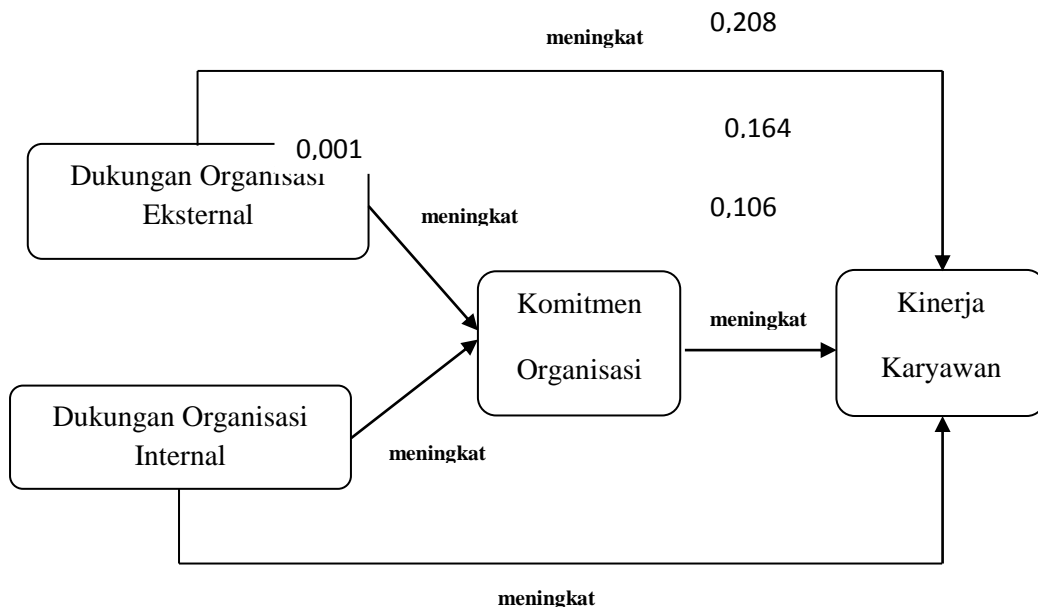 0,208
meningkat
0,164
0,001
Dukungan Organisasi
Eksternal
meningkat
0,106
Komitmen
Organisasi
meningkat
Kinerja
Karyawan
Dukungan Organisasi
Internal
meningkat
meningkat